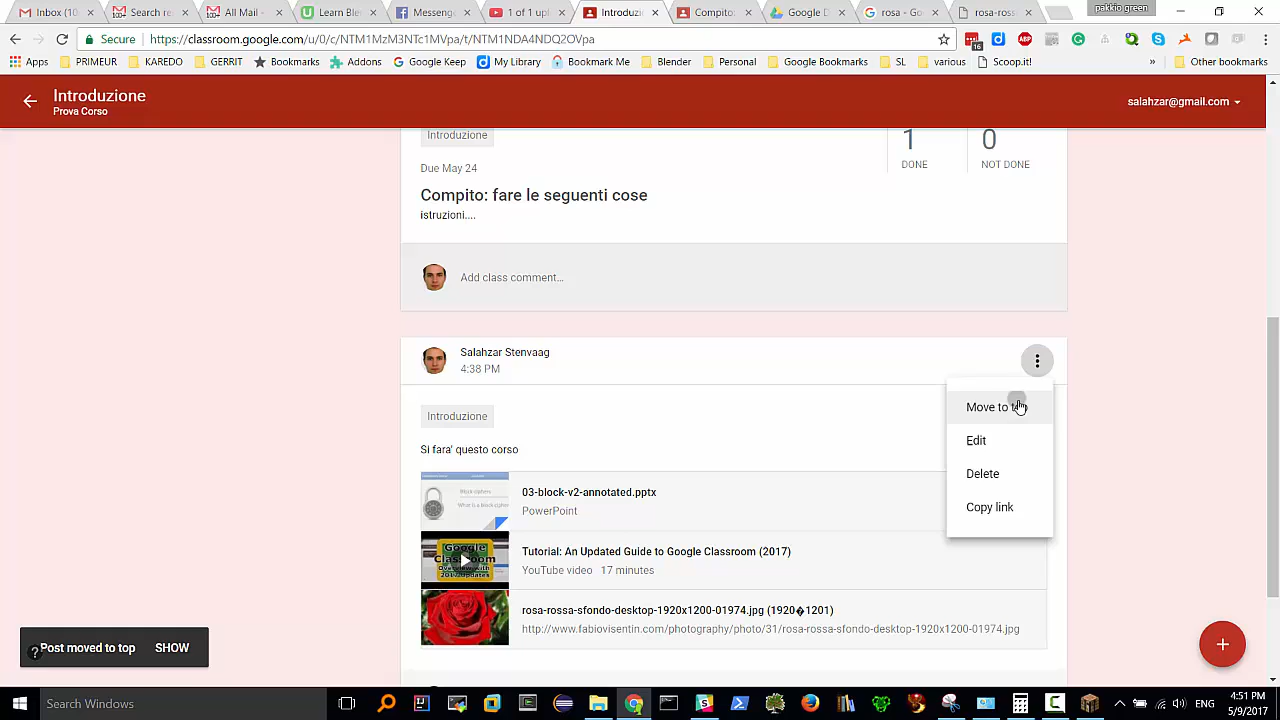 Inbox (10
Search re
All Mail -
Learn Ble
Messeng
1 of 1 upl
Introduzi
Compito:
Google D
rosa - Go
rosa-ross
pakbio green
Secure
https://classroom.google.com/u/0/c/NTM1MzM3NTc1MVpa/t/NTM1NDA4NDQ2OVpa
16
ABP
Apps
PRIMEUR
KAREDO
GERRIT
Bookmarks
Addons
Google Keep
My Library
Bookmark Me
Blender
Personal
Google Bookmarks
SL
various
Scoop.it!
»
Other bookmarks
Introduzione
Prova Corso
salahzar@gmail.com
Introduzione
1
0
DONE
NOT DONE
Due May 24
Compito: fare le seguenti cose
istruzioni....
Add class comment...
Salahzar Stenvaag
4:38 PM
Move to top
Edit
Delete
Copy link
Introduzione
Si fara' questo corso
03-block-v2-annotated.pptx
PowerPoint
Google Classroom
Tutorial: An Updated Guide to Google Classroom (2017)
YouTube video 17 minutes
rosa-rossa-sfondo-desktop-1920x1200-01974.jpg (1920�1201)
http://www.fabiovisentin.com/photography/photo/31/rosa-rossa-sfondo-desktop-1920x1200-01974.jpg
Post moved to top
SHOW
Search Windows
ENG
4:51 PM
5/9/2017